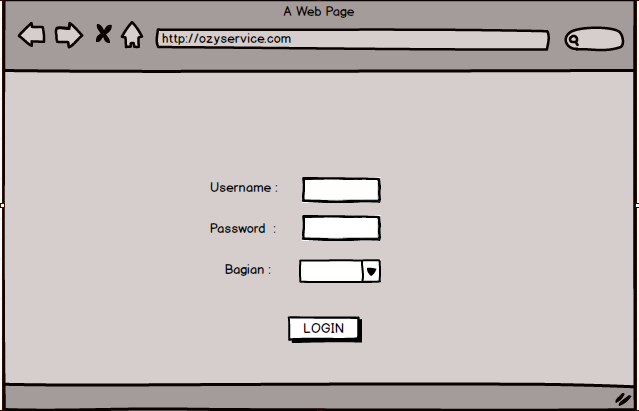 A Web Page
http://ozyservice.com
Username :
Password :
Bagian :
LOGIN